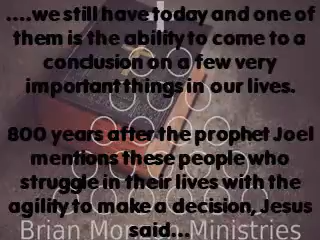 ....we still have today and one of
them is the ability to come to a
conclusion on a few very
important things in our lives.
800 years after the prophet Joel
mentions these people who
struggle in their lives with the
agility to make a decision, Jesus
said...
Brian Ministries